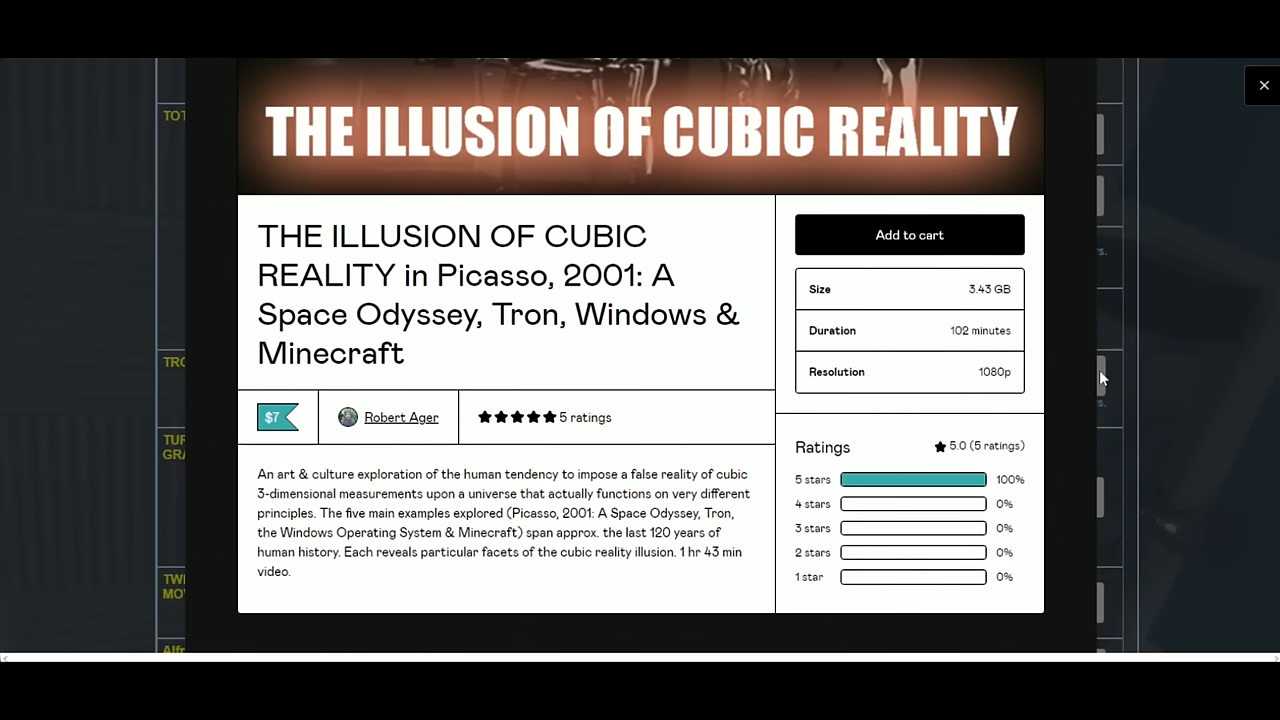 THE ILLUSION OF CUBIC REALITY
THE ILLUSION OF CUBIC
REALITY in Picasso, 2001: A
Space Odyssey, Tron, Windows &
Minecraft
$7
Robert Ager
5 ratings
An art & culture exploration of the human tendency to impose a false reality of cubic
3-dimensional measurements upon a universe that actually functions on very different
principles. The five main examples explored (Picasso, 2001: A Space Odyssey, Tron,
the Windows Operating System & Minecraft) span approx. the last 120 years of
human history. Each reveals particular facets of the cubic reality illusion. 1 hr 43 min
video.
Add to cart
Size 3.43 GB
Duration 102 minutes
Resolution 1080p
Ratings 5.0 (5 ratings)
5 stars 100%
4 stars 0%
3 stars 0%
2 stars 0%
1 star 0%
TOT
TRO
TUR
GRA
TWI
MOV
Alfr